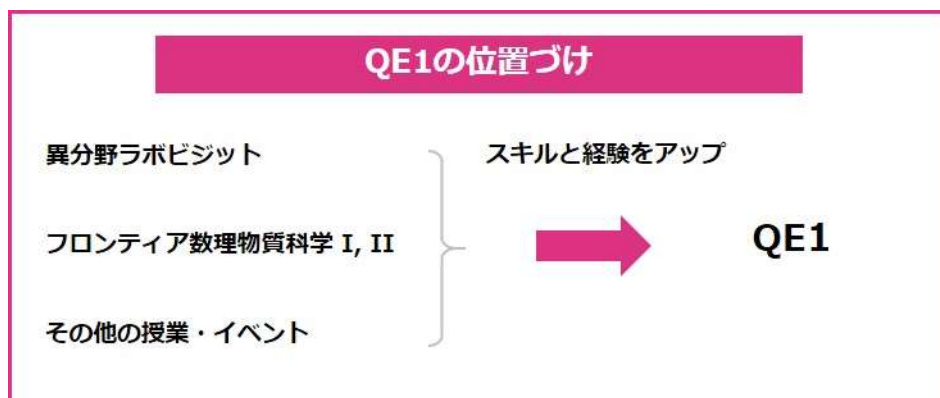 QE1の位置づけ
異分野ラボビジット
スキルと経験をアップ
フロンティア数理物質科学 I, II
QE1
その他の授業・イベント